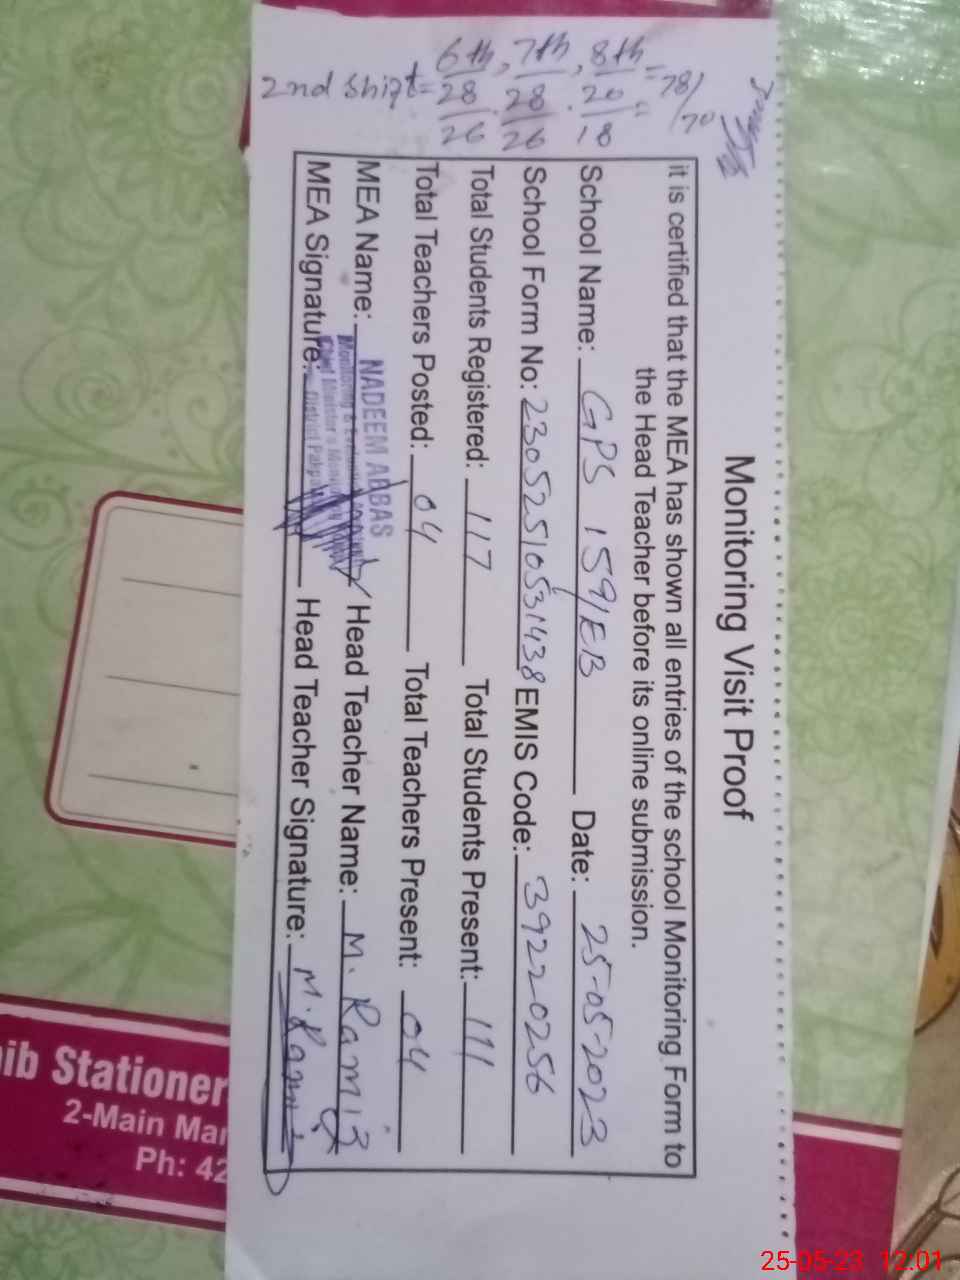 6th, 7th, 8th
2nd Shift = 28 . 28 . 20 = 78/70
26 26 18
Monitoring Visit Proof
it is certified that the MEA has shown all entries of the school Monitoring Form to
the Head Teacher before its online submission.
School Name: GPS 159/EB Date: 25-05-2023
School Form No: 23052510531438 EMIS Code: 39220256
Total Students Registered: 117 Total Students Present: 111
Total Teachers Posted: 04 Total Teachers Present: 04
MEA Name: NADEEM ABBAS Head Teacher Name: M. Ramiz
Monitoring &
Chief Minister's
District
MEA Signature: Head Teacher Signature: M. Ramiz
Stationer
2-Main Mar
Ph: 42
25-05-23 12:01